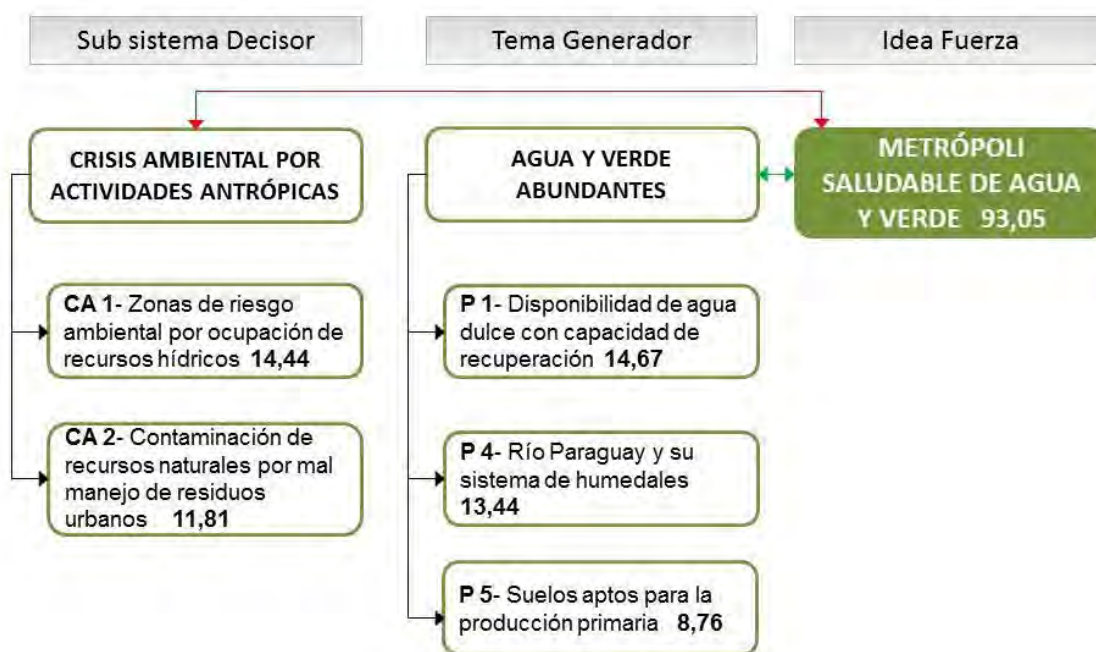 Sub sistema Decisor
Tema Generador
Idea Fuerza
CRISIS AMBIENTAL POR
ACTIVIDADES ANTRÓPICAS
AGUA Y VERDE
ABUNDANTES
METRÓPOLI
SALUDABLE DE AGUA
Y VERDE 93,05
CA 1- Zonas de riesgo
ambiental por ocupación de
recursos hídricos 14,44
CA 2- Contaminación de
recursos naturales por mal
manejo de residuos
urbanos 11,81
P 1- Disponibilidad de agua
dulce con capacidad de
recuperación 14,67
P 4- Río Paraguay y su
sistema de humedales
13,44
P 5- Suelos aptos para la
producción primaria 8,76